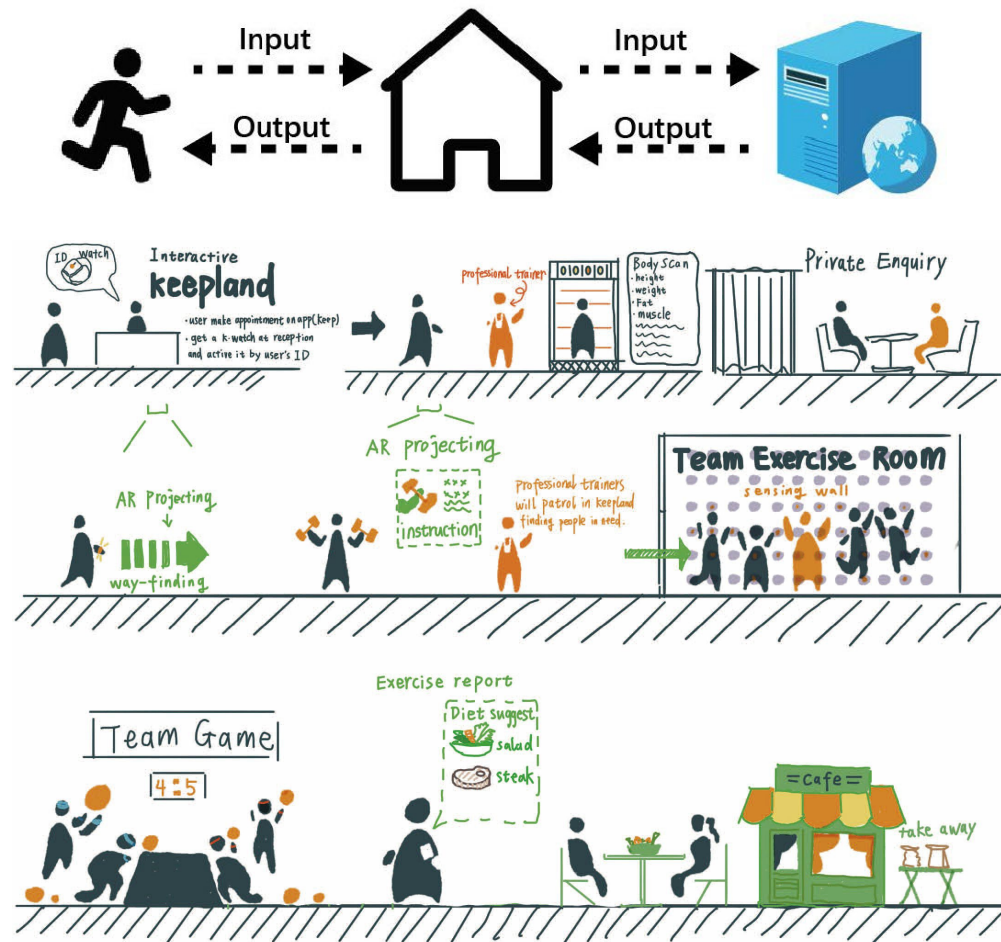 Input
Input
Output
Output
ID watch
Interactive
keepland
·user make appointment on app(keep)
·get a k-watch at reception
and active it by user's ID
professional trainer
010101
Body Scan
·height
·weight
·Fat
·muscle
Private Enquiry
AR Projecting
way-finding
AR projecting
instruction
Professional trainers
will patrol in keepland
finding people in need.
Team Exercise Room
sensing wall
Team Game
4:5
Exercise report
Diet suggest
salad
steak
=Cafe=
take away